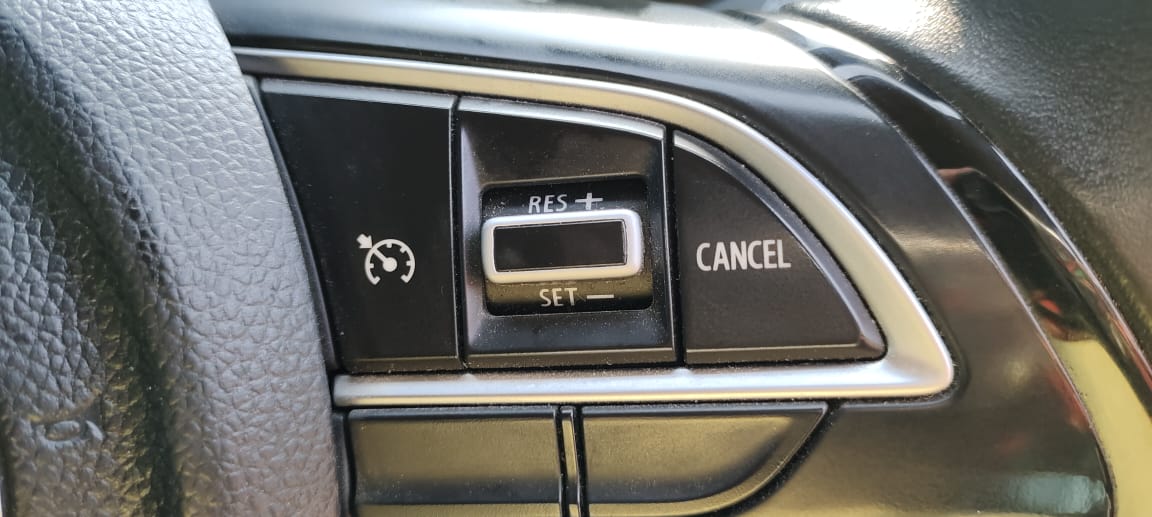 RES +
SET −
CANCEL